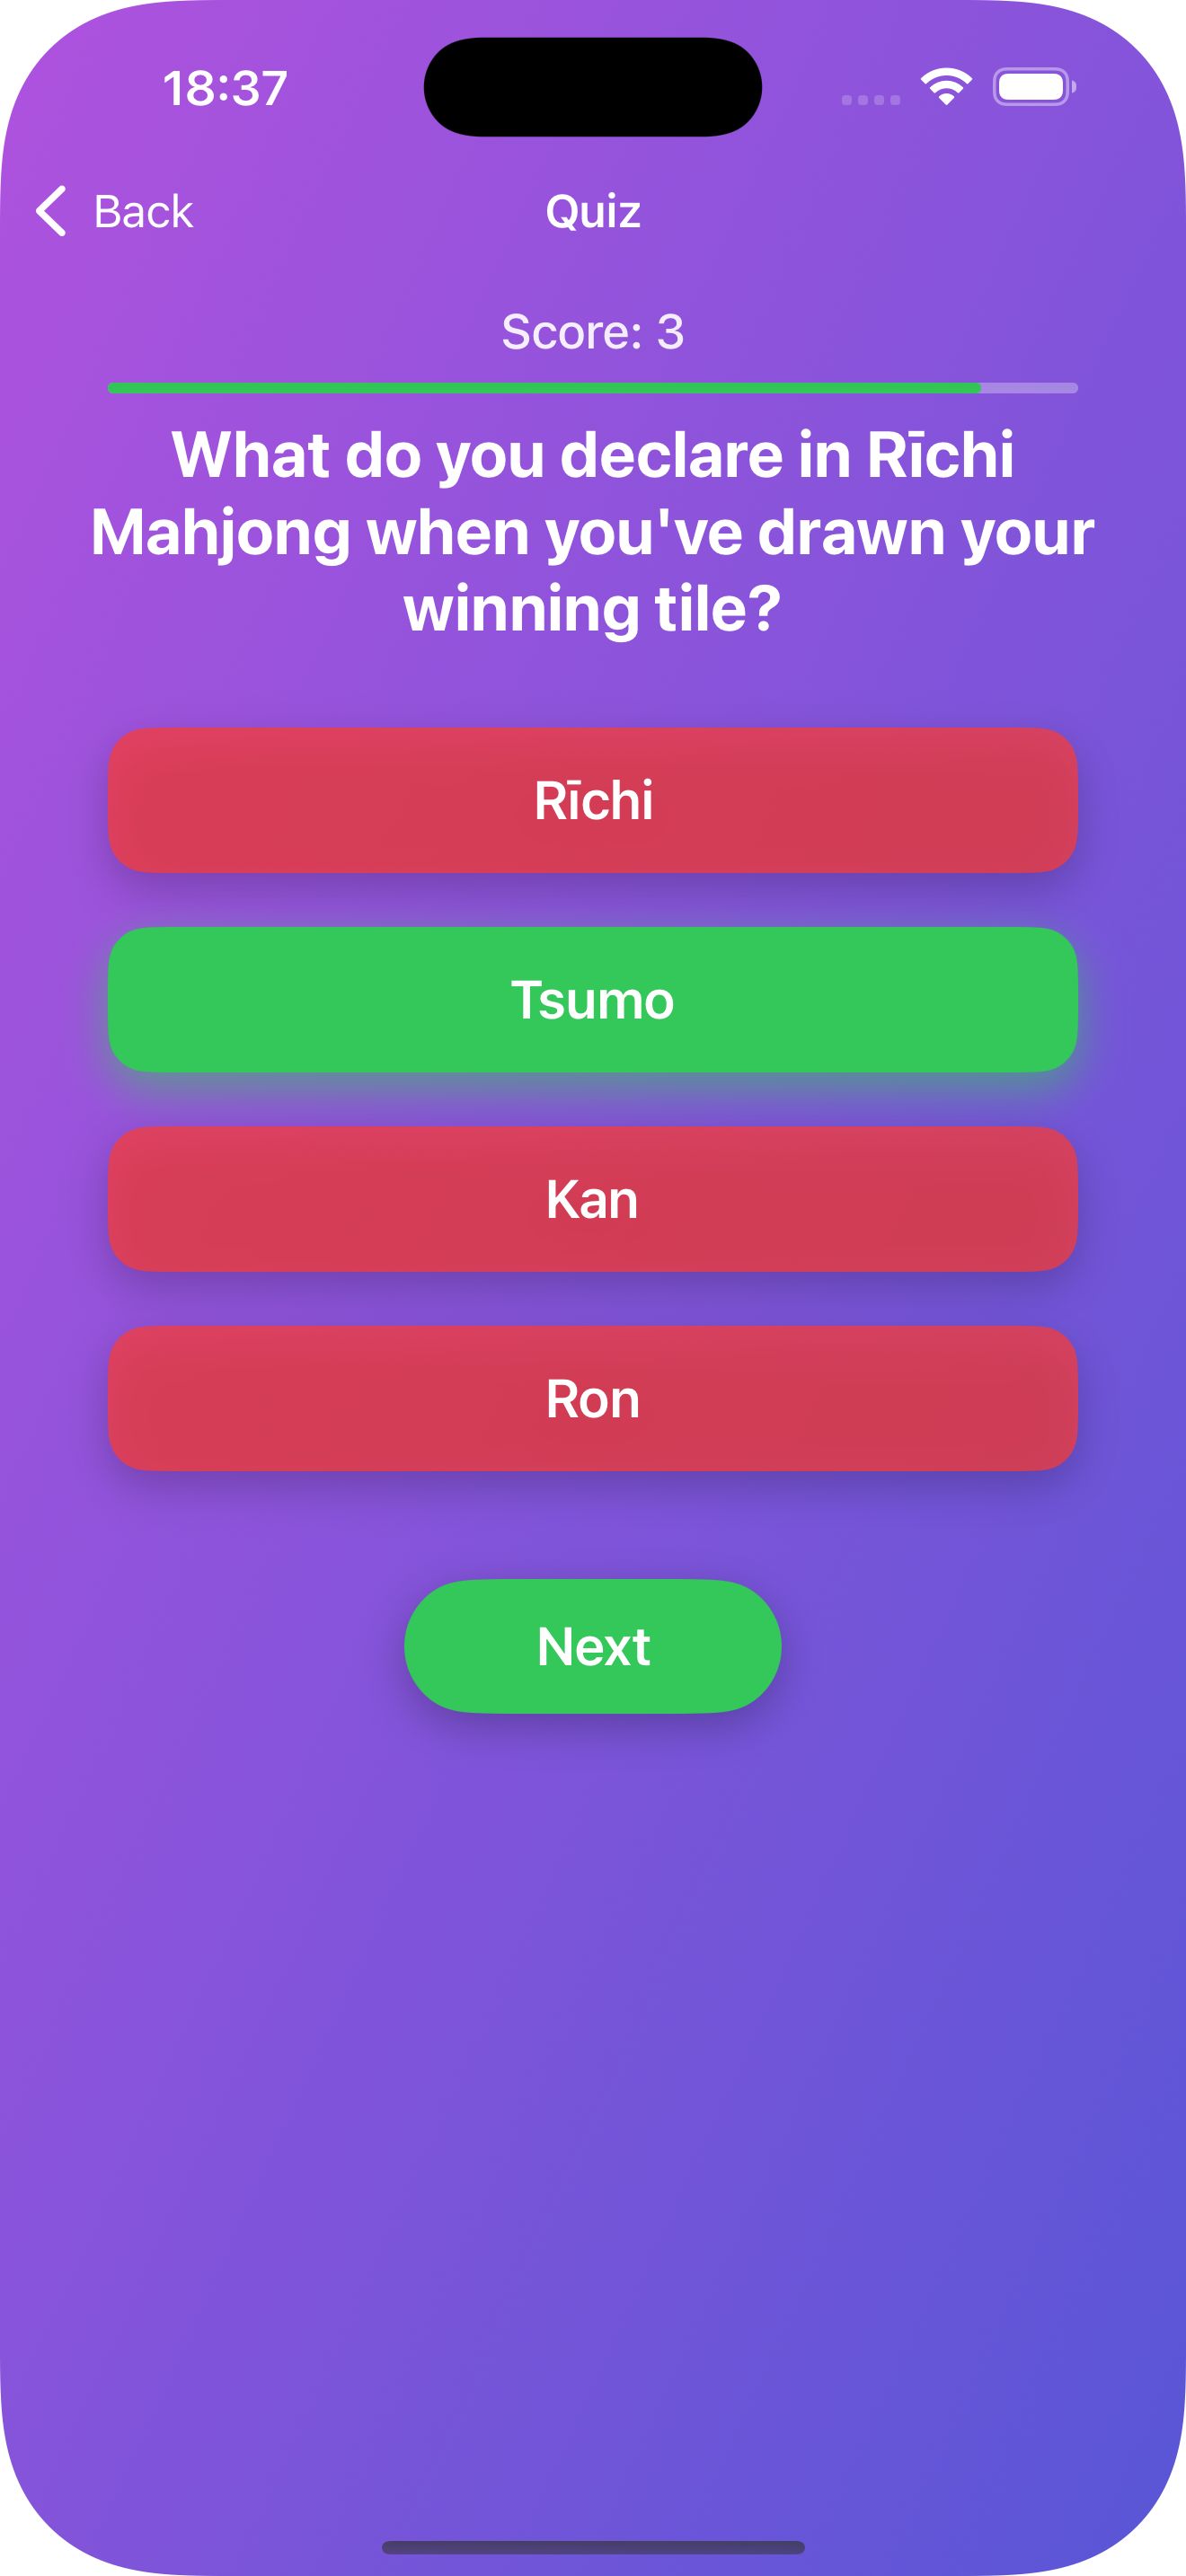 18:37
Back
Quiz
Score: 3
What do you declare in Rīchi
Mahjong when you've drawn your
winning tile?
Rīchi
Tsumo
Kan
Ron
Next